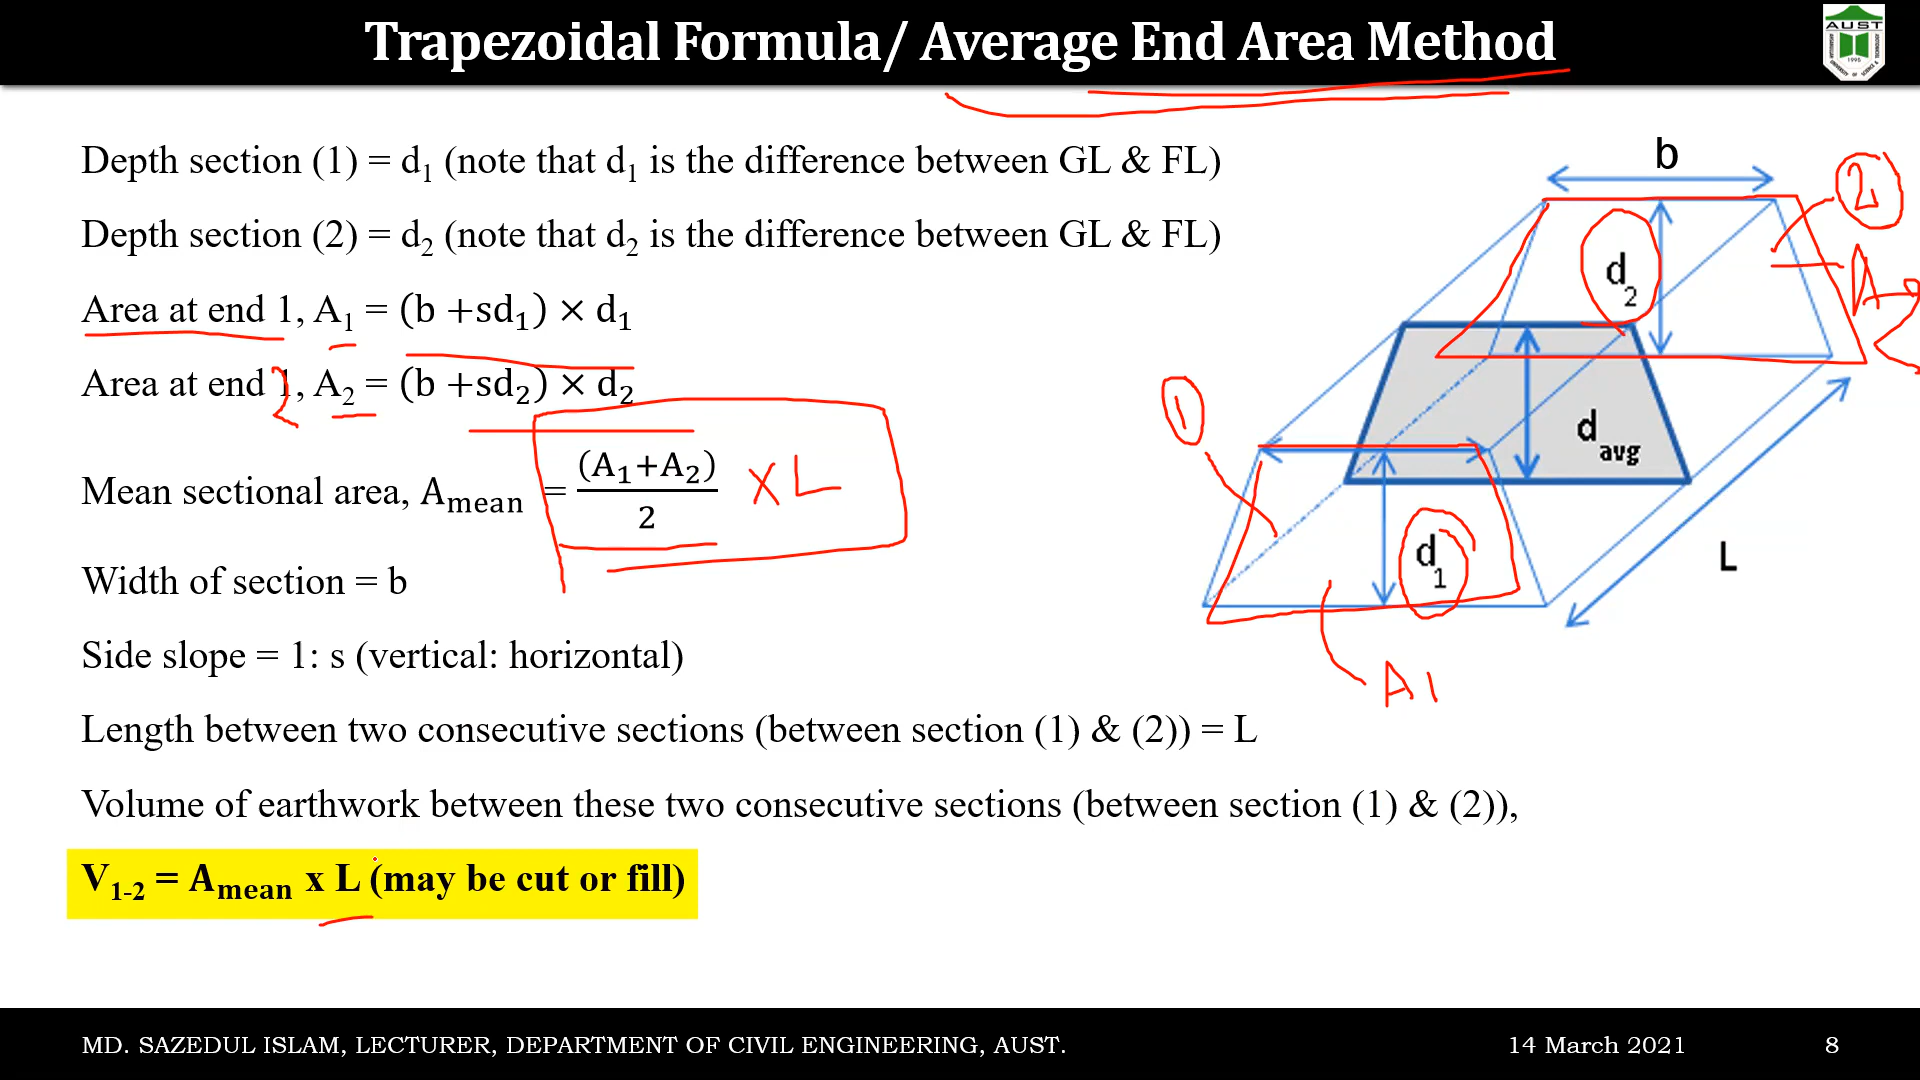 Trapezoidal Formula/ Average End Area Method
AUST
1995
Depth section (1) = d₁ (note that d₁ is the difference between GL & FL)
Depth section (2) = d₂ (note that d₂ is the difference between GL & FL)
Area at end 1, A₁ = (b +sd₁) × d₁
Area at end 1, A₂ = (b +sd₂) × d₂
2
Mean sectional area, Aₘₑₐₙ = (A₁+A₂)/2 × L
Width of section = b
Side slope = 1: s (vertical: horizontal)
Length between two consecutive sections (between section (1) & (2)) = L
Volume of earthwork between these two consecutive sections (between section (1) & (2)),
V₁₋₂ = Aₘₑₐₙ x L (may be cut or fill)
b
2
d₂
A2
1
d avg
d₁
L
A1
MD. SAZEDUL ISLAM, LECTURER, DEPARTMENT OF CIVIL ENGINEERING, AUST.
14 March 2021
8